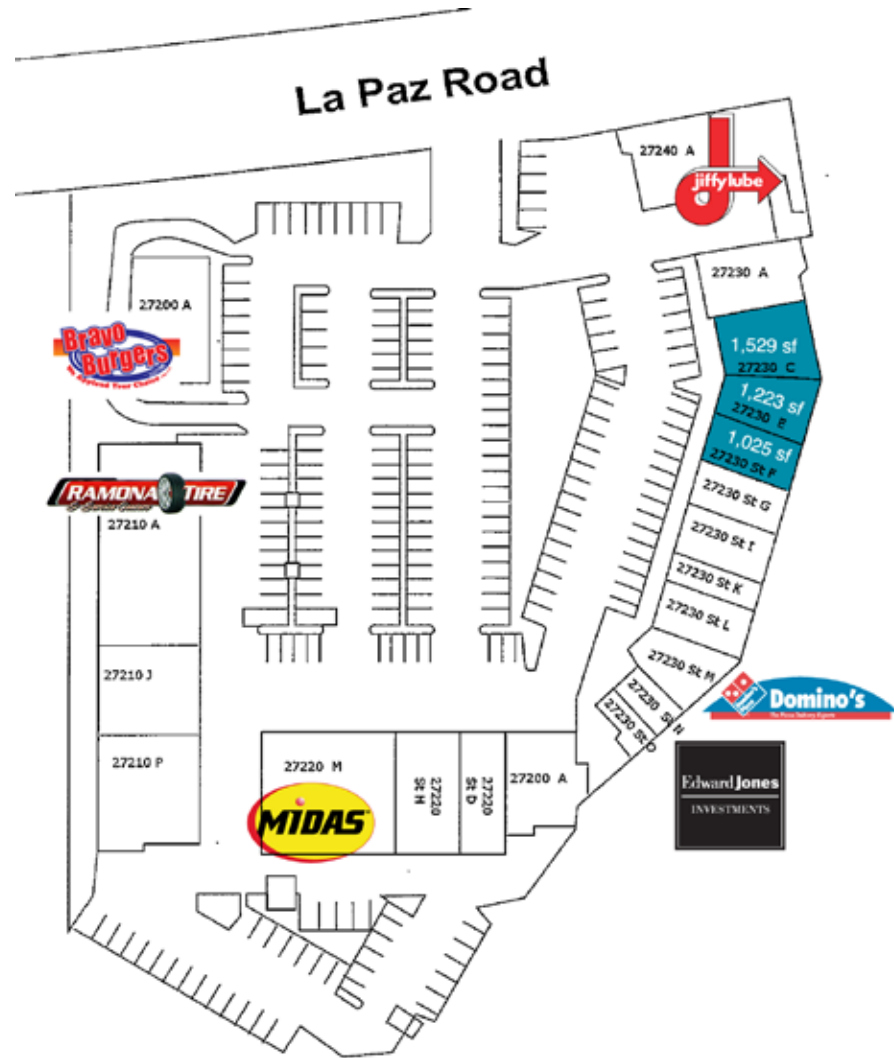 La Paz Road
27240 A
jiffylube
27230 A
27200 A
Bravo
Burgers
1,529 sf
27230 C
1,223 sf
27230 E
1,025 sf
27230 St F
RAMONA TIRE
27210 A
27230 St G
27230 St I
27230 St K
27230 St L
27230 St M
27210 J
27230 St N
27230 St O
Domino's
27210 P
27220 M
27220
St H
27220
St D
27200 A
MIDAS
Edward Jones
INVESTMENTS